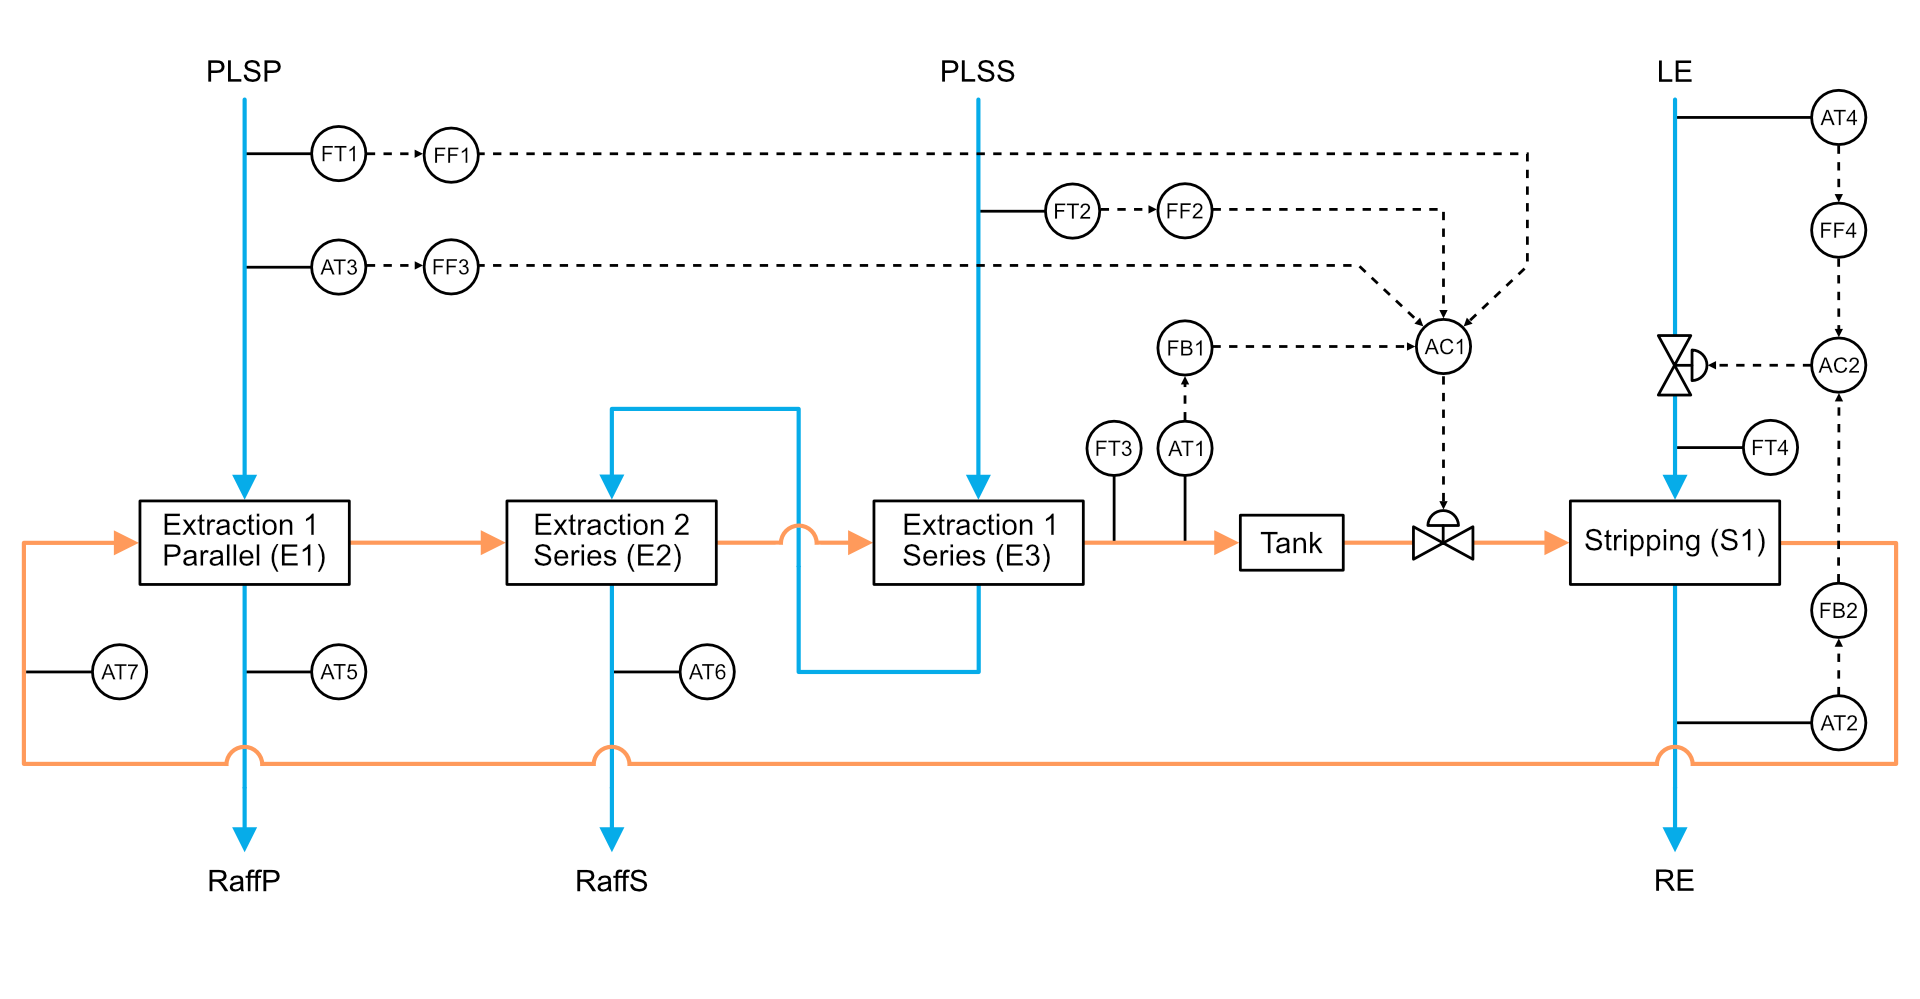 PLSP
PLSS
LE
AT4
FT1
FF1
FT2
FF2
FF4
AT3
FF3
FB1
AC1
AC2
FT3
AT1
FT4
Extraction 1
Parallel (E1)
Extraction 2
Series (E2)
Extraction 1
Series (E3)
Tank
Stripping (S1)
FB2
AT7
AT5
AT6
AT2
RaffP
RaffS
RE